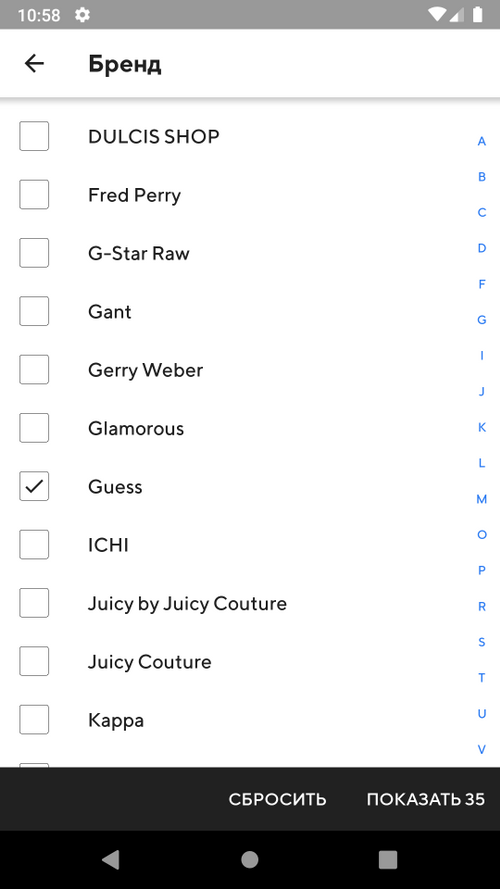 10:58
Бренд
DULCIS SHOP
Fred Perry
G-Star Raw
Gant
Gerry Weber
Glamorous
Guess
ICHI
Juicy by Juicy Couture
Juicy Couture
Kappa
A
B
C
D
F
G
I
J
K
L
M
O
P
R
S
T
U
V
СБРОСИТЬ
ПОКАЗАТЬ 35